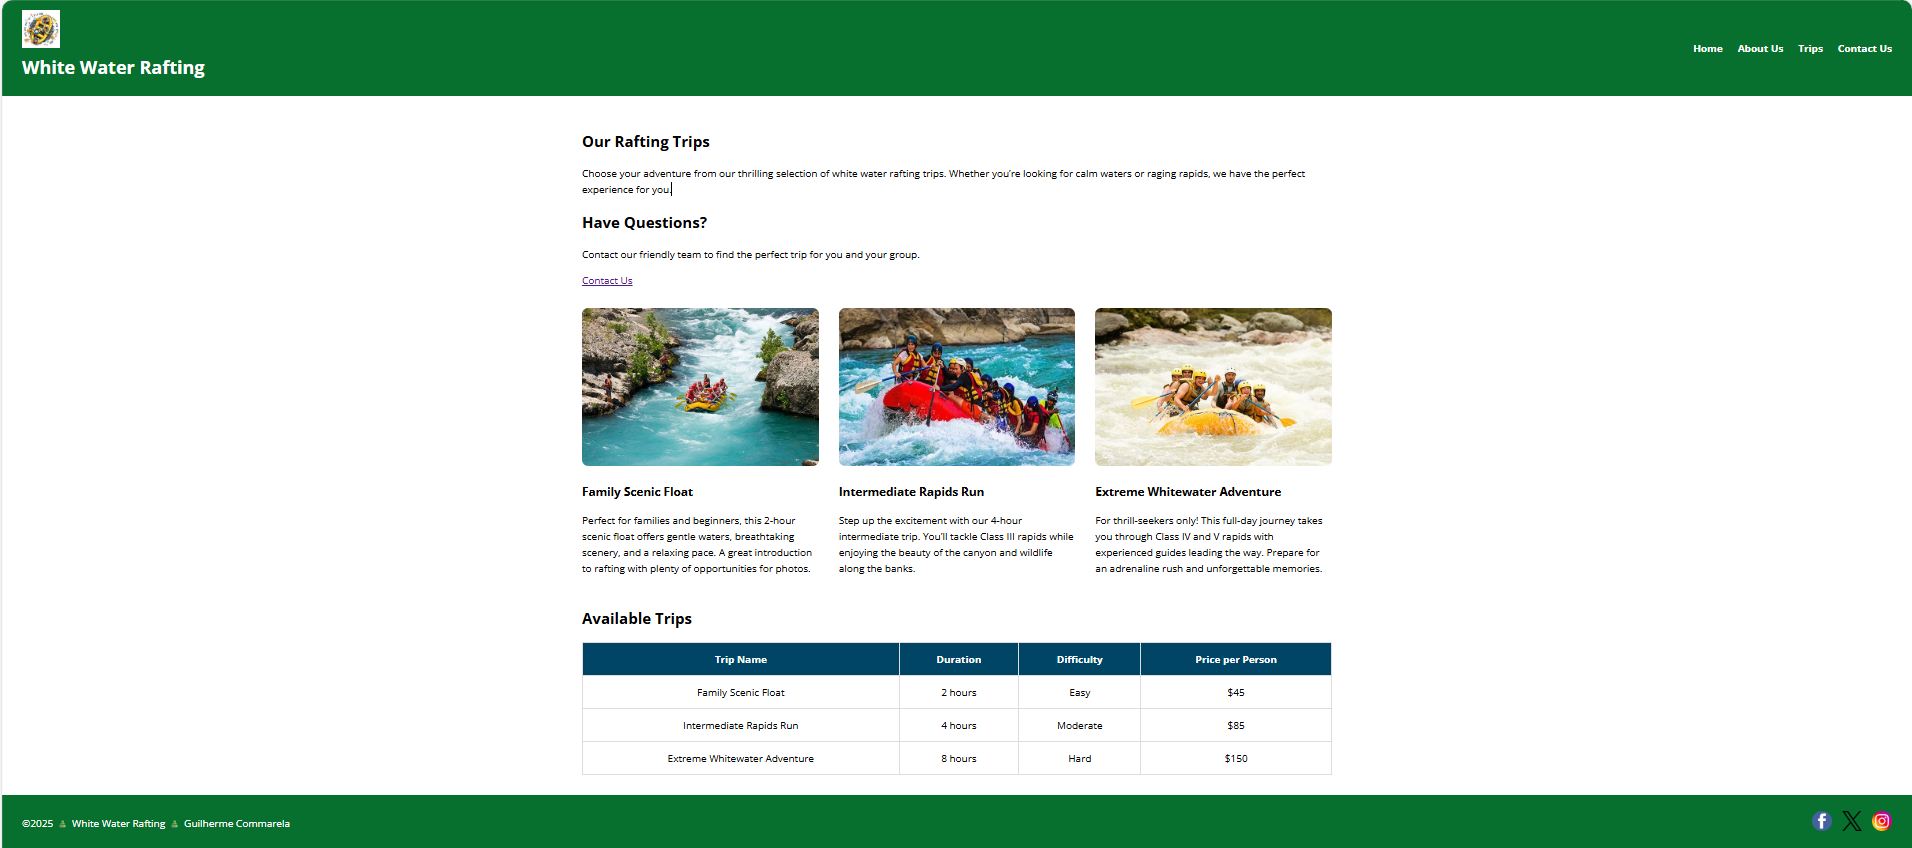 White Water Rafting
Home About Us Trips Contact Us
Our Rafting Trips
Choose your adventure from our thrilling selection of white water rafting trips. Whether you’re looking for calm waters or raging rapids, we have the perfect
experience for you.
Have Questions?
Contact our friendly team to find the perfect trip for you and your group.
Contact Us
Family Scenic Float
Perfect for families and beginners, this 2-hour
scenic float offers gentle waters, breathtaking
scenery, and a relaxing pace. A great introduction
to rafting with plenty of opportunities for photos.
Intermediate Rapids Run
Step up the excitement with our 4-hour
intermediate trip. You’ll tackle Class III rapids while
enjoying the beauty of the canyon and wildlife
along the banks.
Extreme Whitewater Adventure
For thrill-seekers only! This full-day journey takes
you through Class IV and V rapids with
experienced guides leading the way. Prepare for
an adrenaline rush and unforgettable memories.
Available Trips
Trip Name Duration Difficulty Price per Person
Family Scenic Float 2 hours Easy $45
Intermediate Rapids Run 4 hours Moderate $85
Extreme Whitewater Adventure 8 hours Hard $150
©2025 White Water Rafting Guilherme Commarela